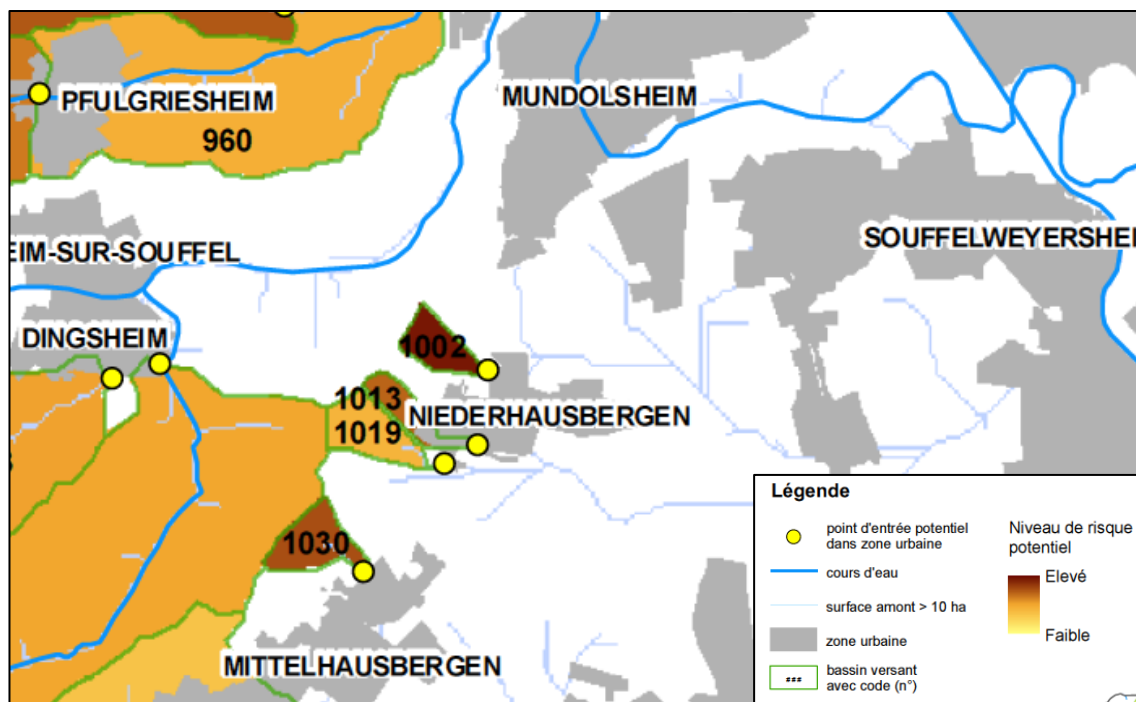 PFULGRIESHEIM
960
MUNDOLSHEIM
SOUFFELWEYERSHE
EIM-SUR-SOUFFEL
DINGSHEIM
1002
1013
NIEDERHAUSBERGEN
1019
1030
MITTELHAUSBERGEN
Légende
point d'entrée potentiel
dans zone urbaine
cours d'eau
surface amont > 10 ha
zone urbaine
###
bassin versant
avec code (n°)
Niveau de risque
potentiel
Elevé
Faible